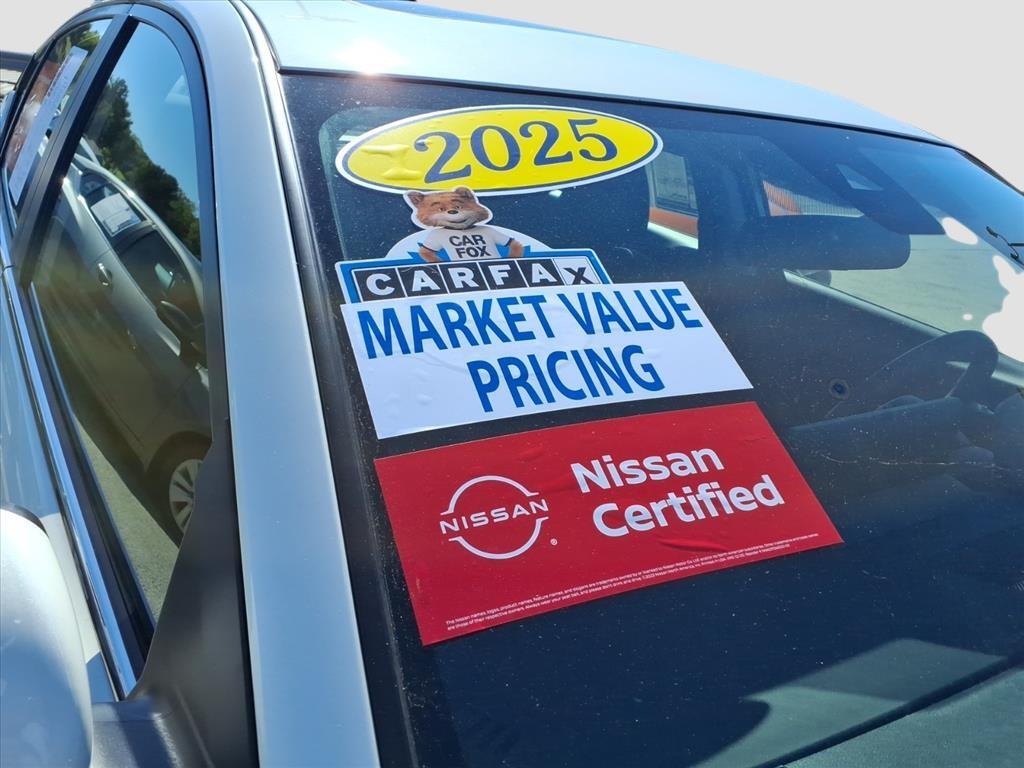 2025
CAR
FOX
CARFAX
MARKET VALUE
PRICING
NISSAN
®
Nissan
Certified